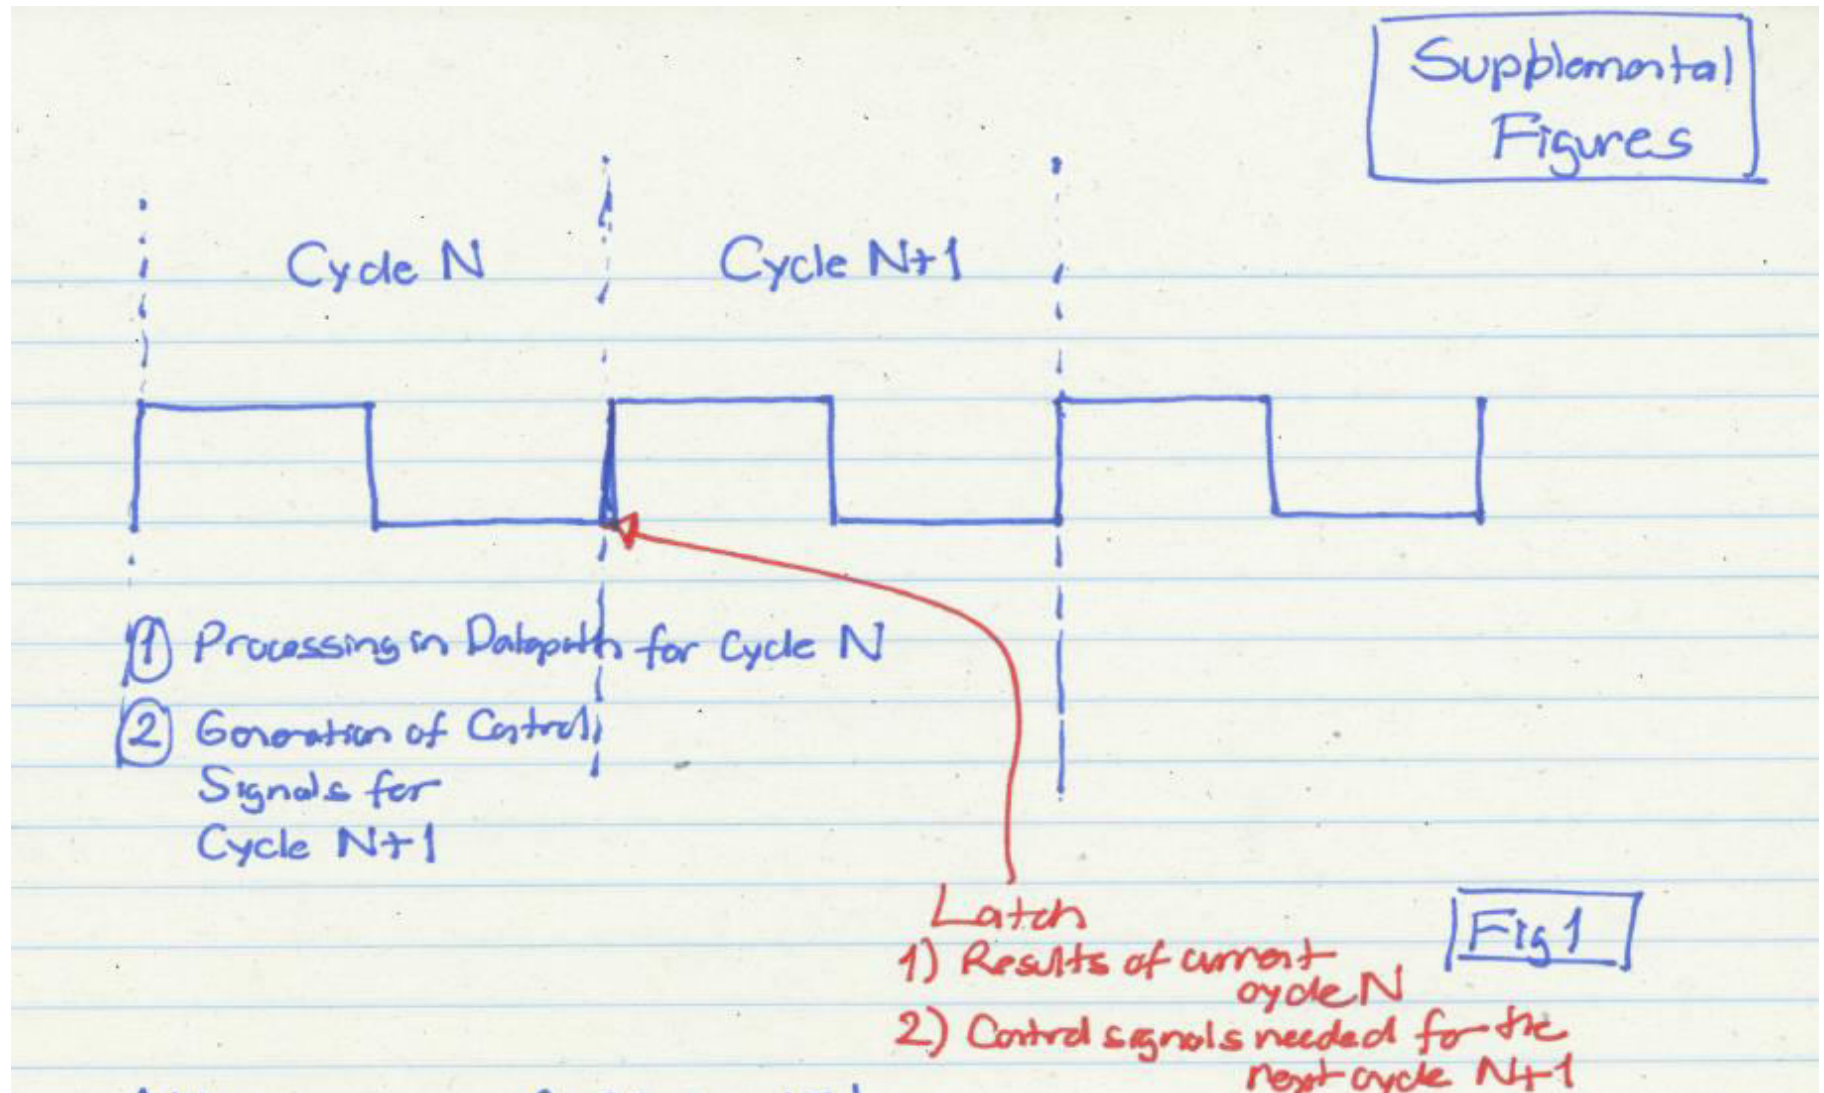 Supplemental
Figures
Cycle N
Cycle N+1
① Processing in Datapath for Cycle N
② Generation of Control
Signals for
Cycle N+1
Latch
1) Results of current
cycle N
2) Control signals needed for the
next cycle N+1
Fig 1